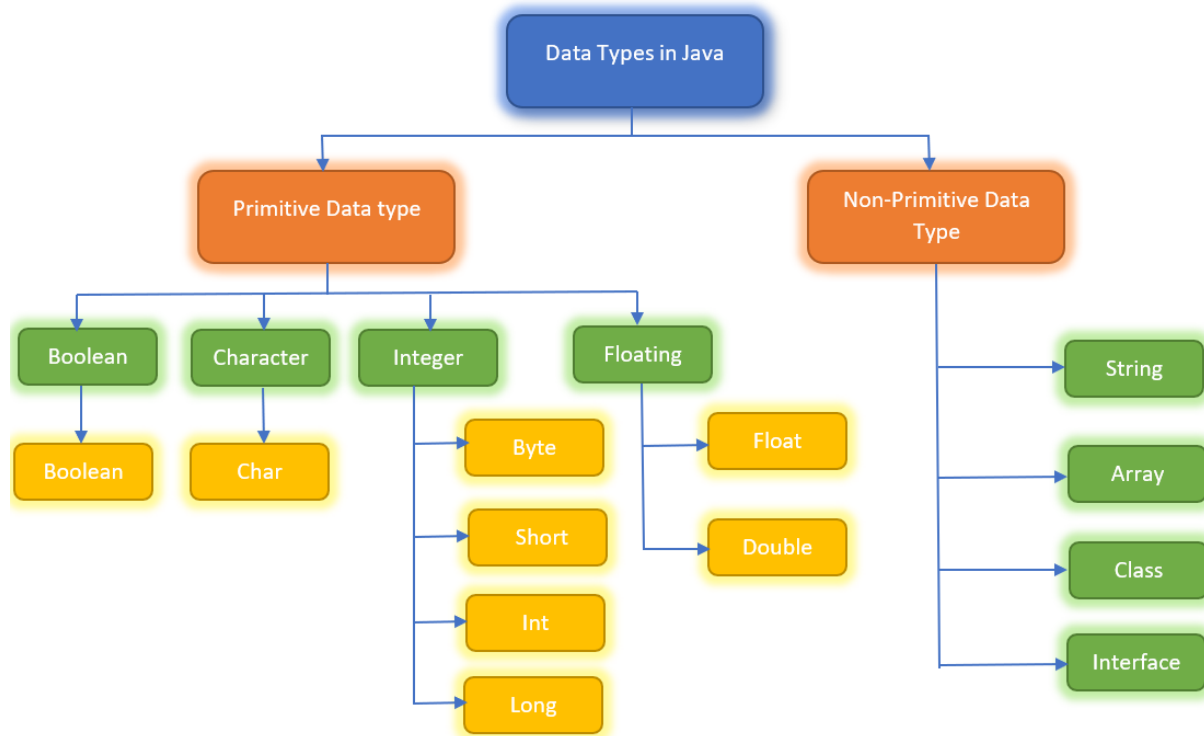 Data Types in Java
Primitive Data type
Non-Primitive Data
Type
Boolean
Character
Integer
Floating
String
Boolean
Char
Byte
Float
Array
Short
Double
Class
Int
Interface
Long